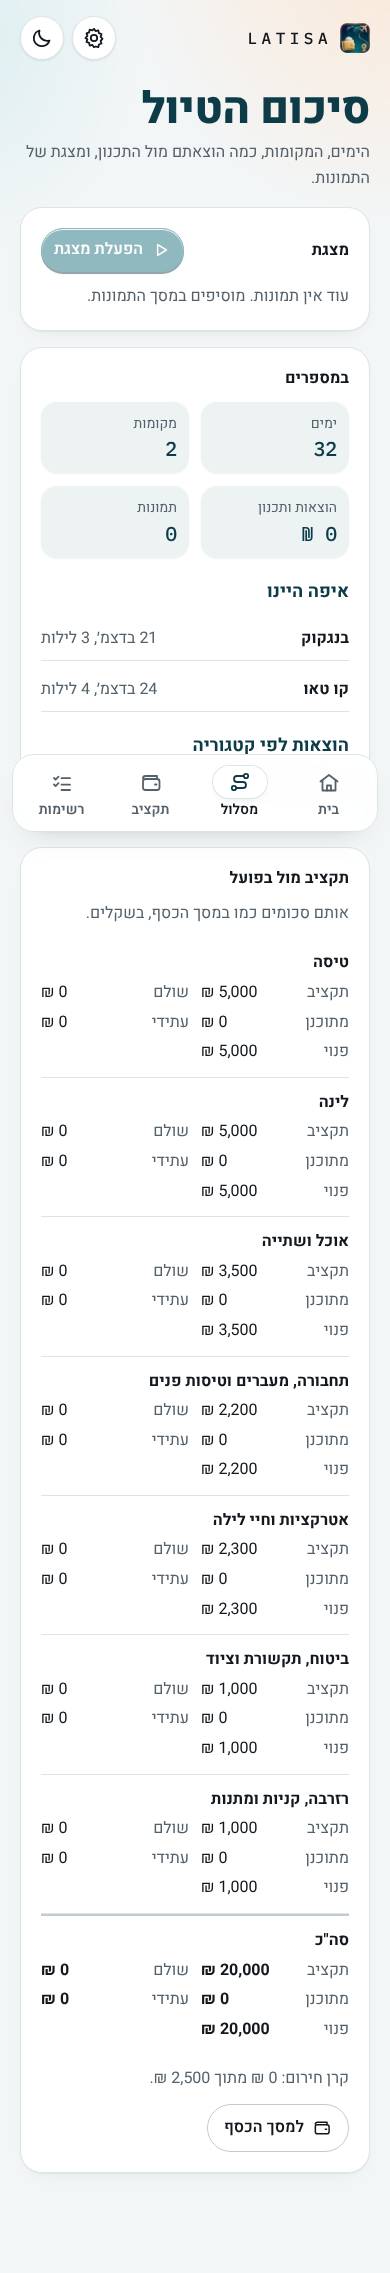 LATISA
סיכום הטיול
הימים, המקומות, כמה הוצאתם מול התכנון, ומצגת של
התמונות.
מצגת
הפעלת מצגת
עוד אין תמונות. מוסיפים במסך התמונות.
במספרים
ימים
32
מקומות
2
הוצאות ותכנון
0 ₪
תמונות
0
איפה היינו
בנגקוק 21 בדצמ׳, 3 לילות
קו טאו 24 בדצמ׳, 4 לילות
הוצאות לפי קטגוריה
בית
מסלול
תקציב
רשימות
תקציב מול בפועל
אותם סכומים כמו במסך הכסף, בשקלים.
טיסה
תקציב 5,000 ₪ שולם 0 ₪
מתוכנן 0 ₪ עתידי 0 ₪
פנוי 5,000 ₪
לינה
תקציב 5,000 ₪ שולם 0 ₪
מתוכנן 0 ₪ עתידי 0 ₪
פנוי 5,000 ₪
אוכל ושתייה
תקציב 3,500 ₪ שולם 0 ₪
מתוכנן 0 ₪ עתידי 0 ₪
פנוי 3,500 ₪
תחבורה, מעברים וטיסות פנים
תקציב 2,200 ₪ שולם 0 ₪
מתוכנן 0 ₪ עתידי 0 ₪
פנוי 2,200 ₪
אטרקציות וחיי לילה
תקציב 2,300 ₪ שולם 0 ₪
מתוכנן 0 ₪ עתידי 0 ₪
פנוי 2,300 ₪
ביטוח, תקשורת וציוד
תקציב 1,000 ₪ שולם 0 ₪
מתוכנן 0 ₪ עתידי 0 ₪
פנוי 1,000 ₪
רזרבה, קניות ומתנות
תקציב 1,000 ₪ שולם 0 ₪
מתוכנן 0 ₪ עתידי 0 ₪
פנוי 1,000 ₪
סה"כ
תקציב 20,000 ₪ שולם 0 ₪
מתוכנן 0 ₪ עתידי 0 ₪
פנוי 20,000 ₪
קרן חירום: 0 ₪ מתוך 2,500 ₪.
למסך הכסף